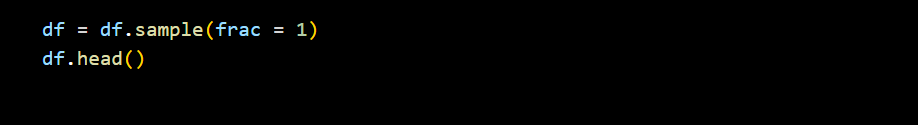 df = df.sample(frac = 1)
df.head()